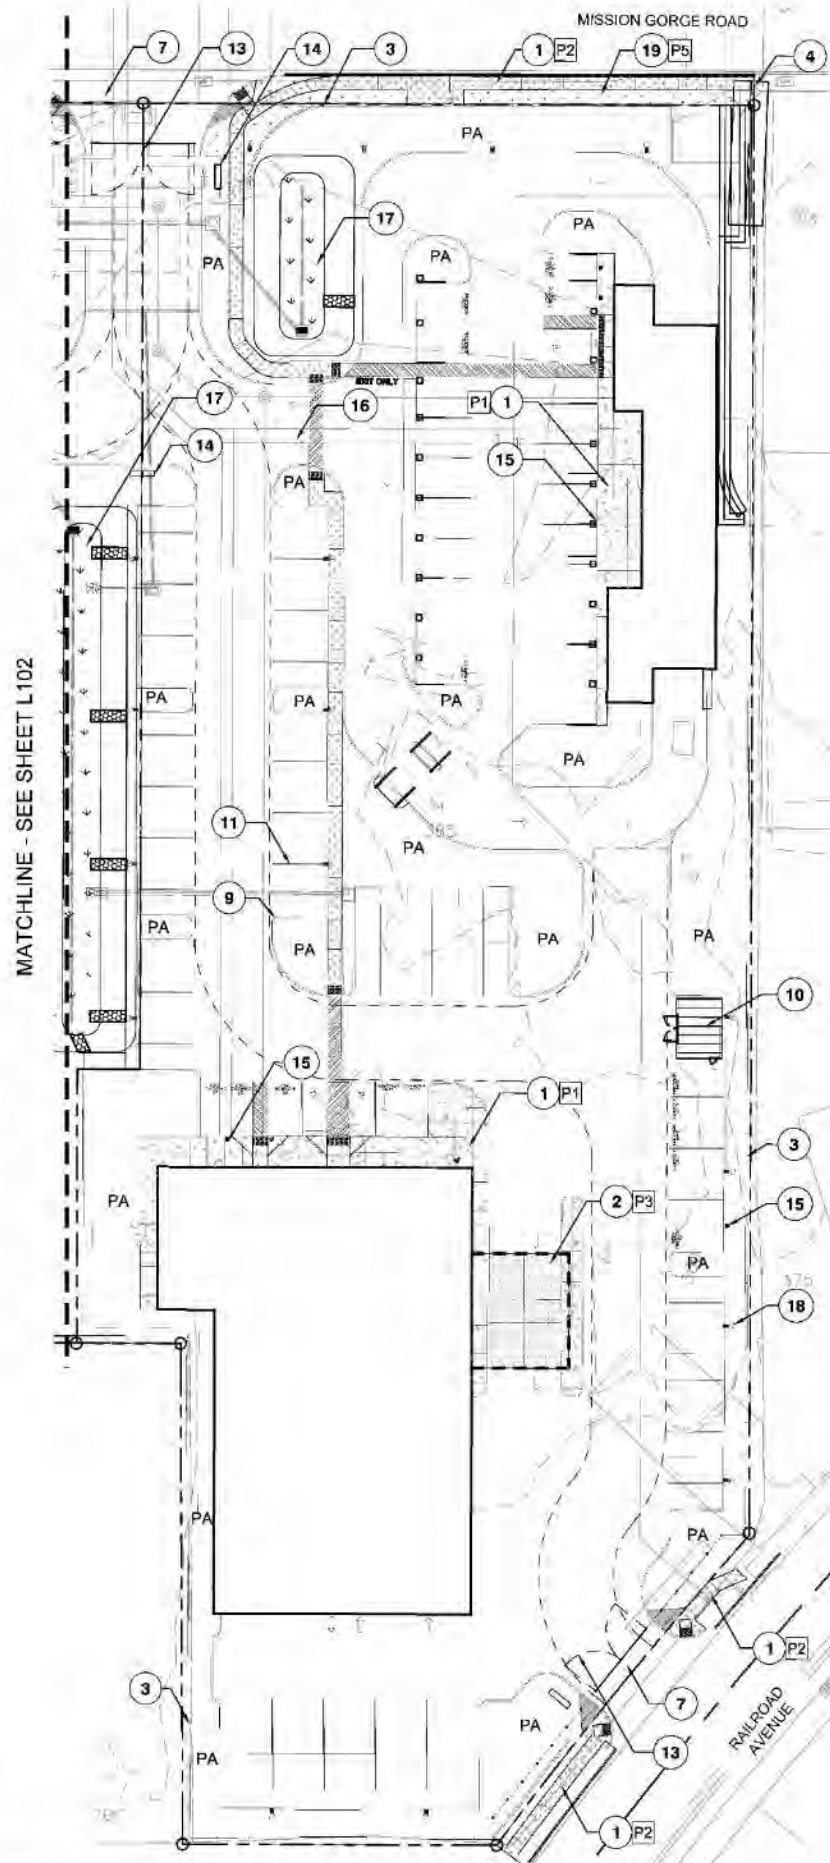 MISSION GORGE ROAD
7
13
14
3
1 P2
19 P5
4
PA
17
PA
PA
PA
EXIT ONLY
17
16
P1 1
14
15
PA
MATCHLINE - SEE SHEET L102
PA
PA
PA
PA
11
385
PA
9
PA
PA
PA
PA
10
15
1 P1
3
PA
2 P3
15
PA
375
18
PA
PA
1 P2
3
7
PA
RAILROAD
AVENUE
13
PA
1 P2